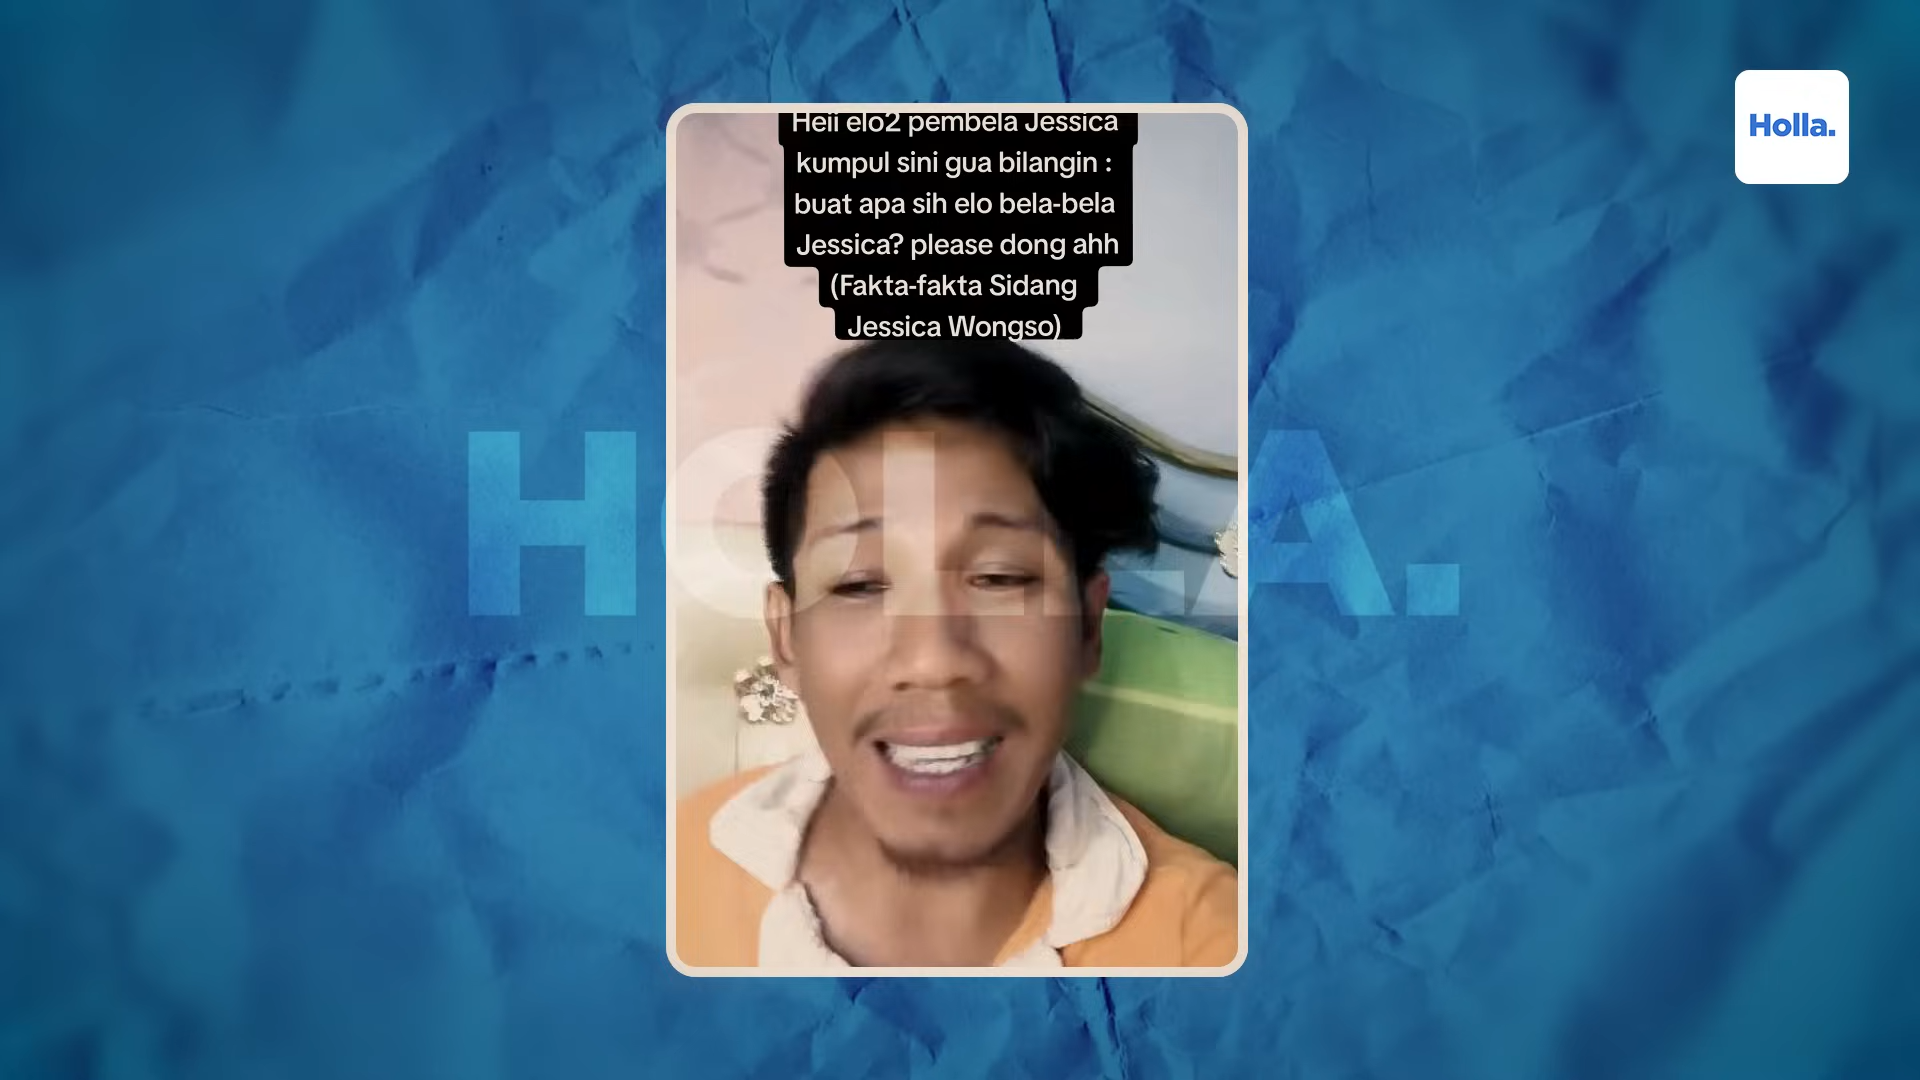 Heii elo2 pembela Jessica
kumpul sini gua bilangin :
buat apa sih elo bela-bela
Jessica? please dong ahh
(Fakta-fakta Sidang
Jessica Wongso)
Holla.
HOLLA.